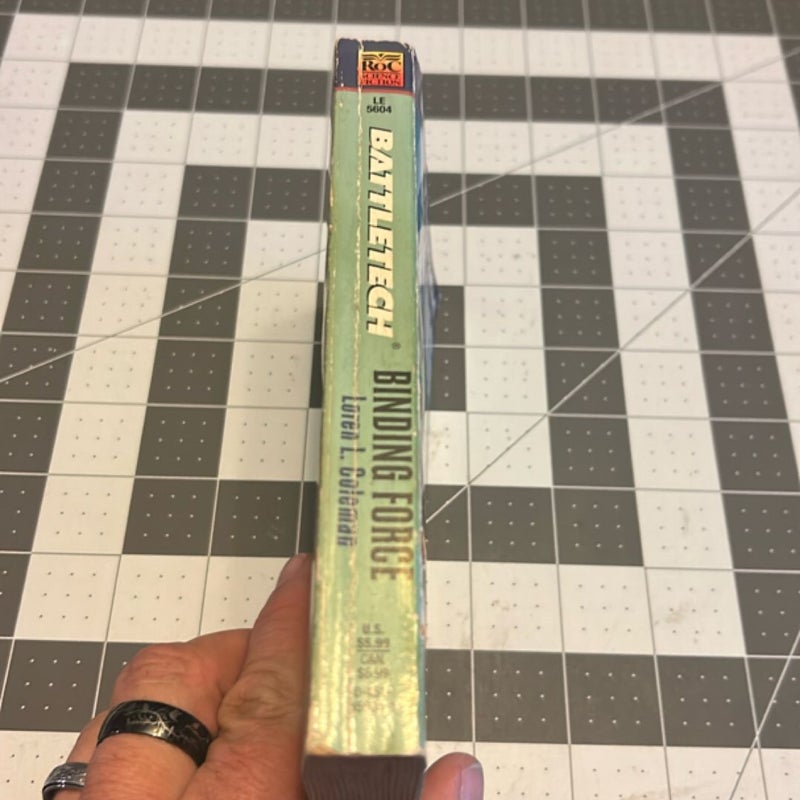 RoC
SCIENCE
FICTION
LE
5604
BATTLETECH®
BINDING FORCE
Loren L. Coleman
U.S.
$5.99
CAN.